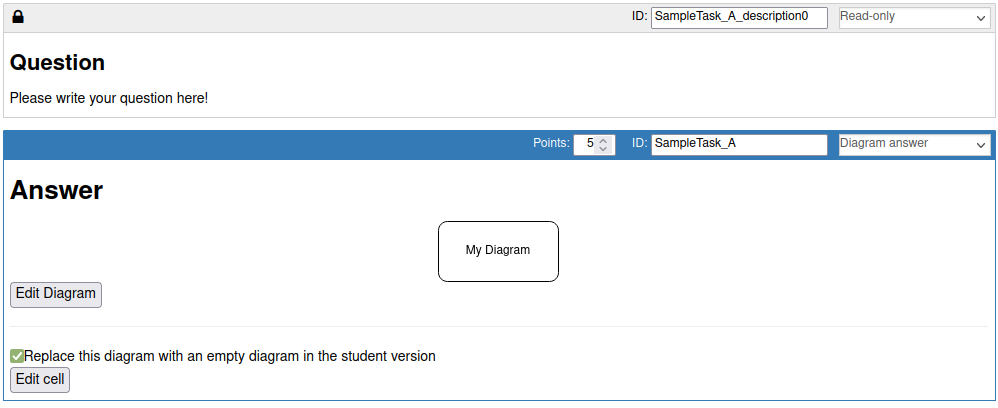 ID: SampleTask_A_description0 Read-only
Question
Please write your question here!
Points: 5 ID: SampleTask_A Diagram answer
Answer
My Diagram
Edit Diagram
Replace this diagram with an empty diagram in the student version
Edit cell